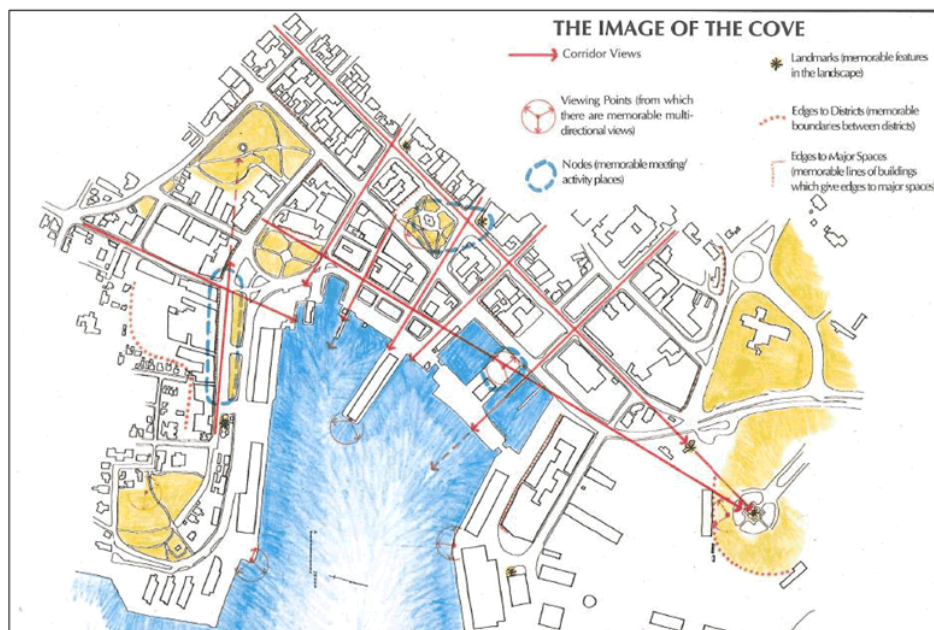 THE IMAGE OF THE COVE
Corridor Views
Viewing Points (from which
there are memorable multi-
directional views)
Nodes (memorable meeting/
activity places)
Landmarks (memorable features
in the landscape)
Edges to Districts (memorable
boundaries between districts)
Edges to Major Spaces
(memorable lines of buildings
which give edges to major spaces)